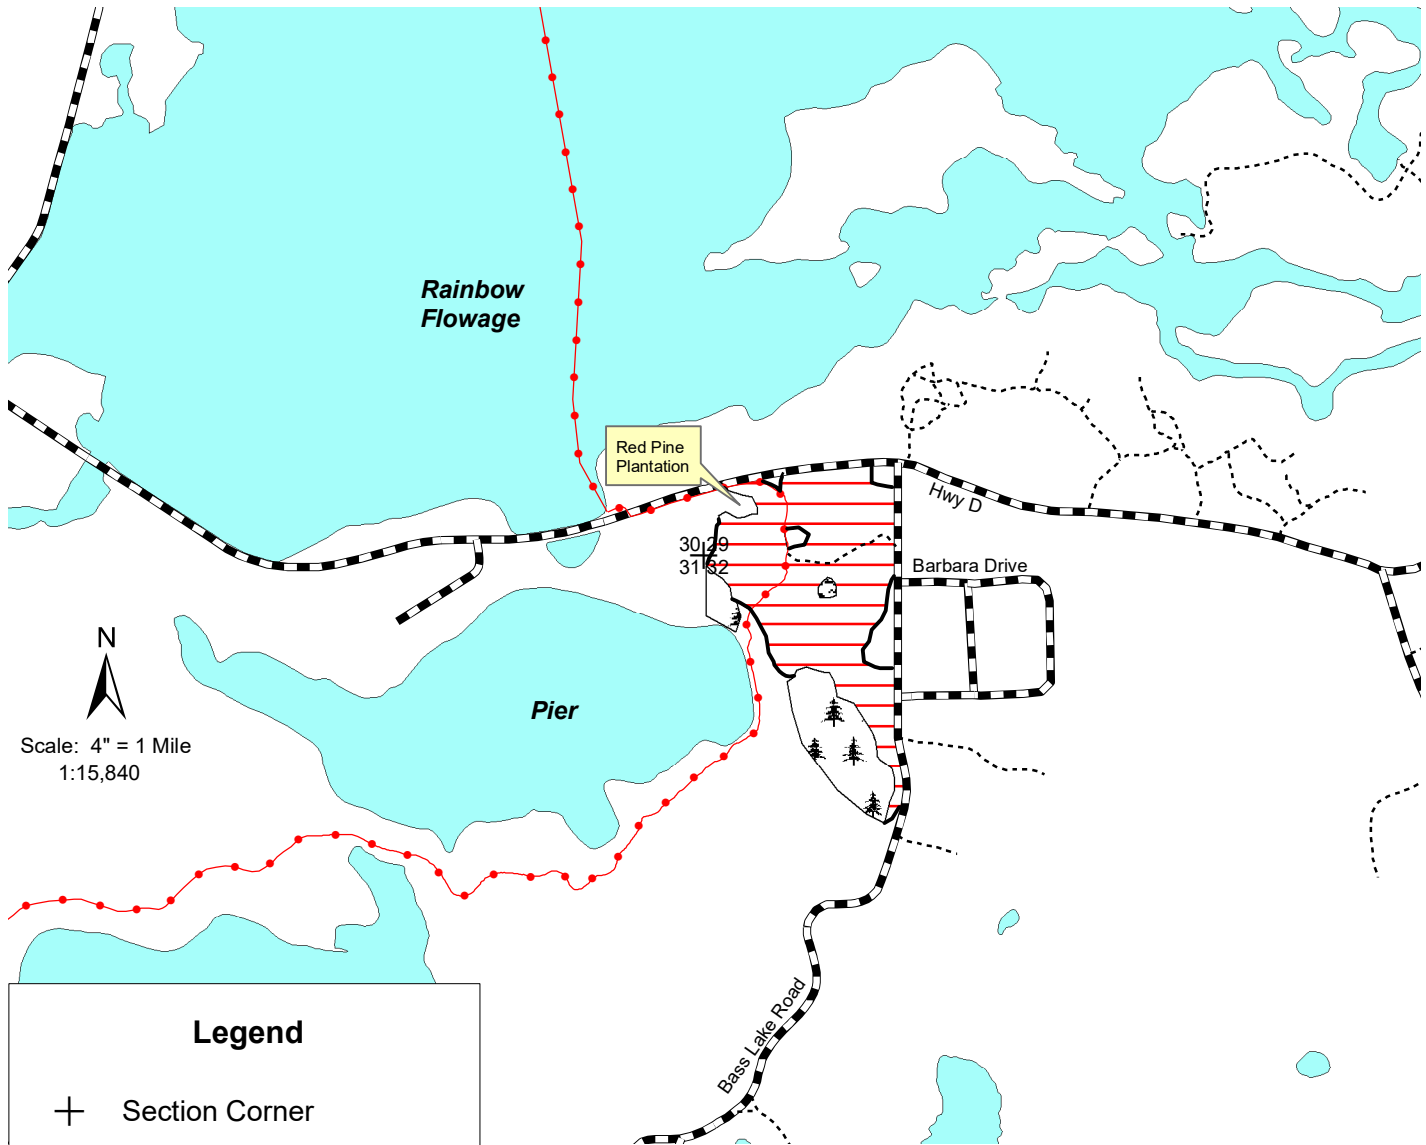 Rainbow
Flowage
Red Pine
Plantation
Hwy D
30 29
31 32
Barbara Drive
N
Scale: 4" = 1 Mile
1:15,840
Pier
Bass Lake Road
Legend
Section Corner